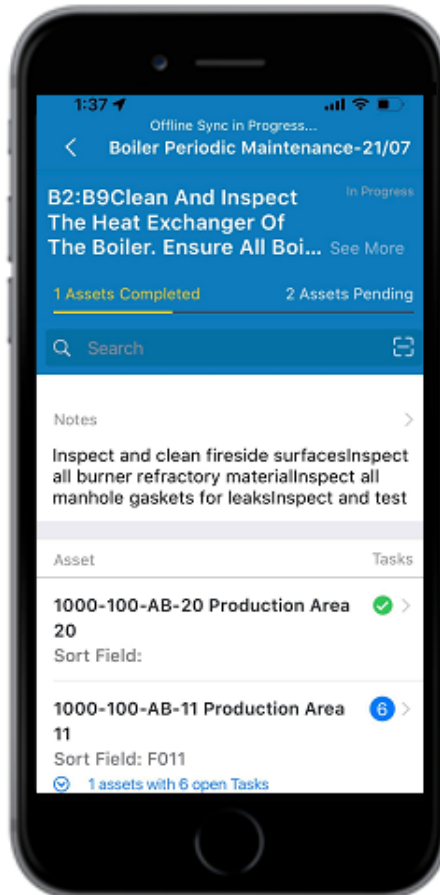 1:37
Offline Sync in Progress...
Boiler Periodic Maintenance-21/07
B2:B9Clean And Inspect
In Progress
The Heat Exchanger Of
The Boiler. Ensure All Boi... See More
1 Assets Completed 2 Assets Pending
Search
Notes
Inspect and clean fireside surfacesInspect
all burner refractory materialInspect all
manhole gaskets for leaksInspect and test
Asset Tasks
1000-100-AB-20 Production Area
20
Sort Field:
1000-100-AB-11 Production Area 6
11
Sort Field: F011
1 assets with 6 open Tasks